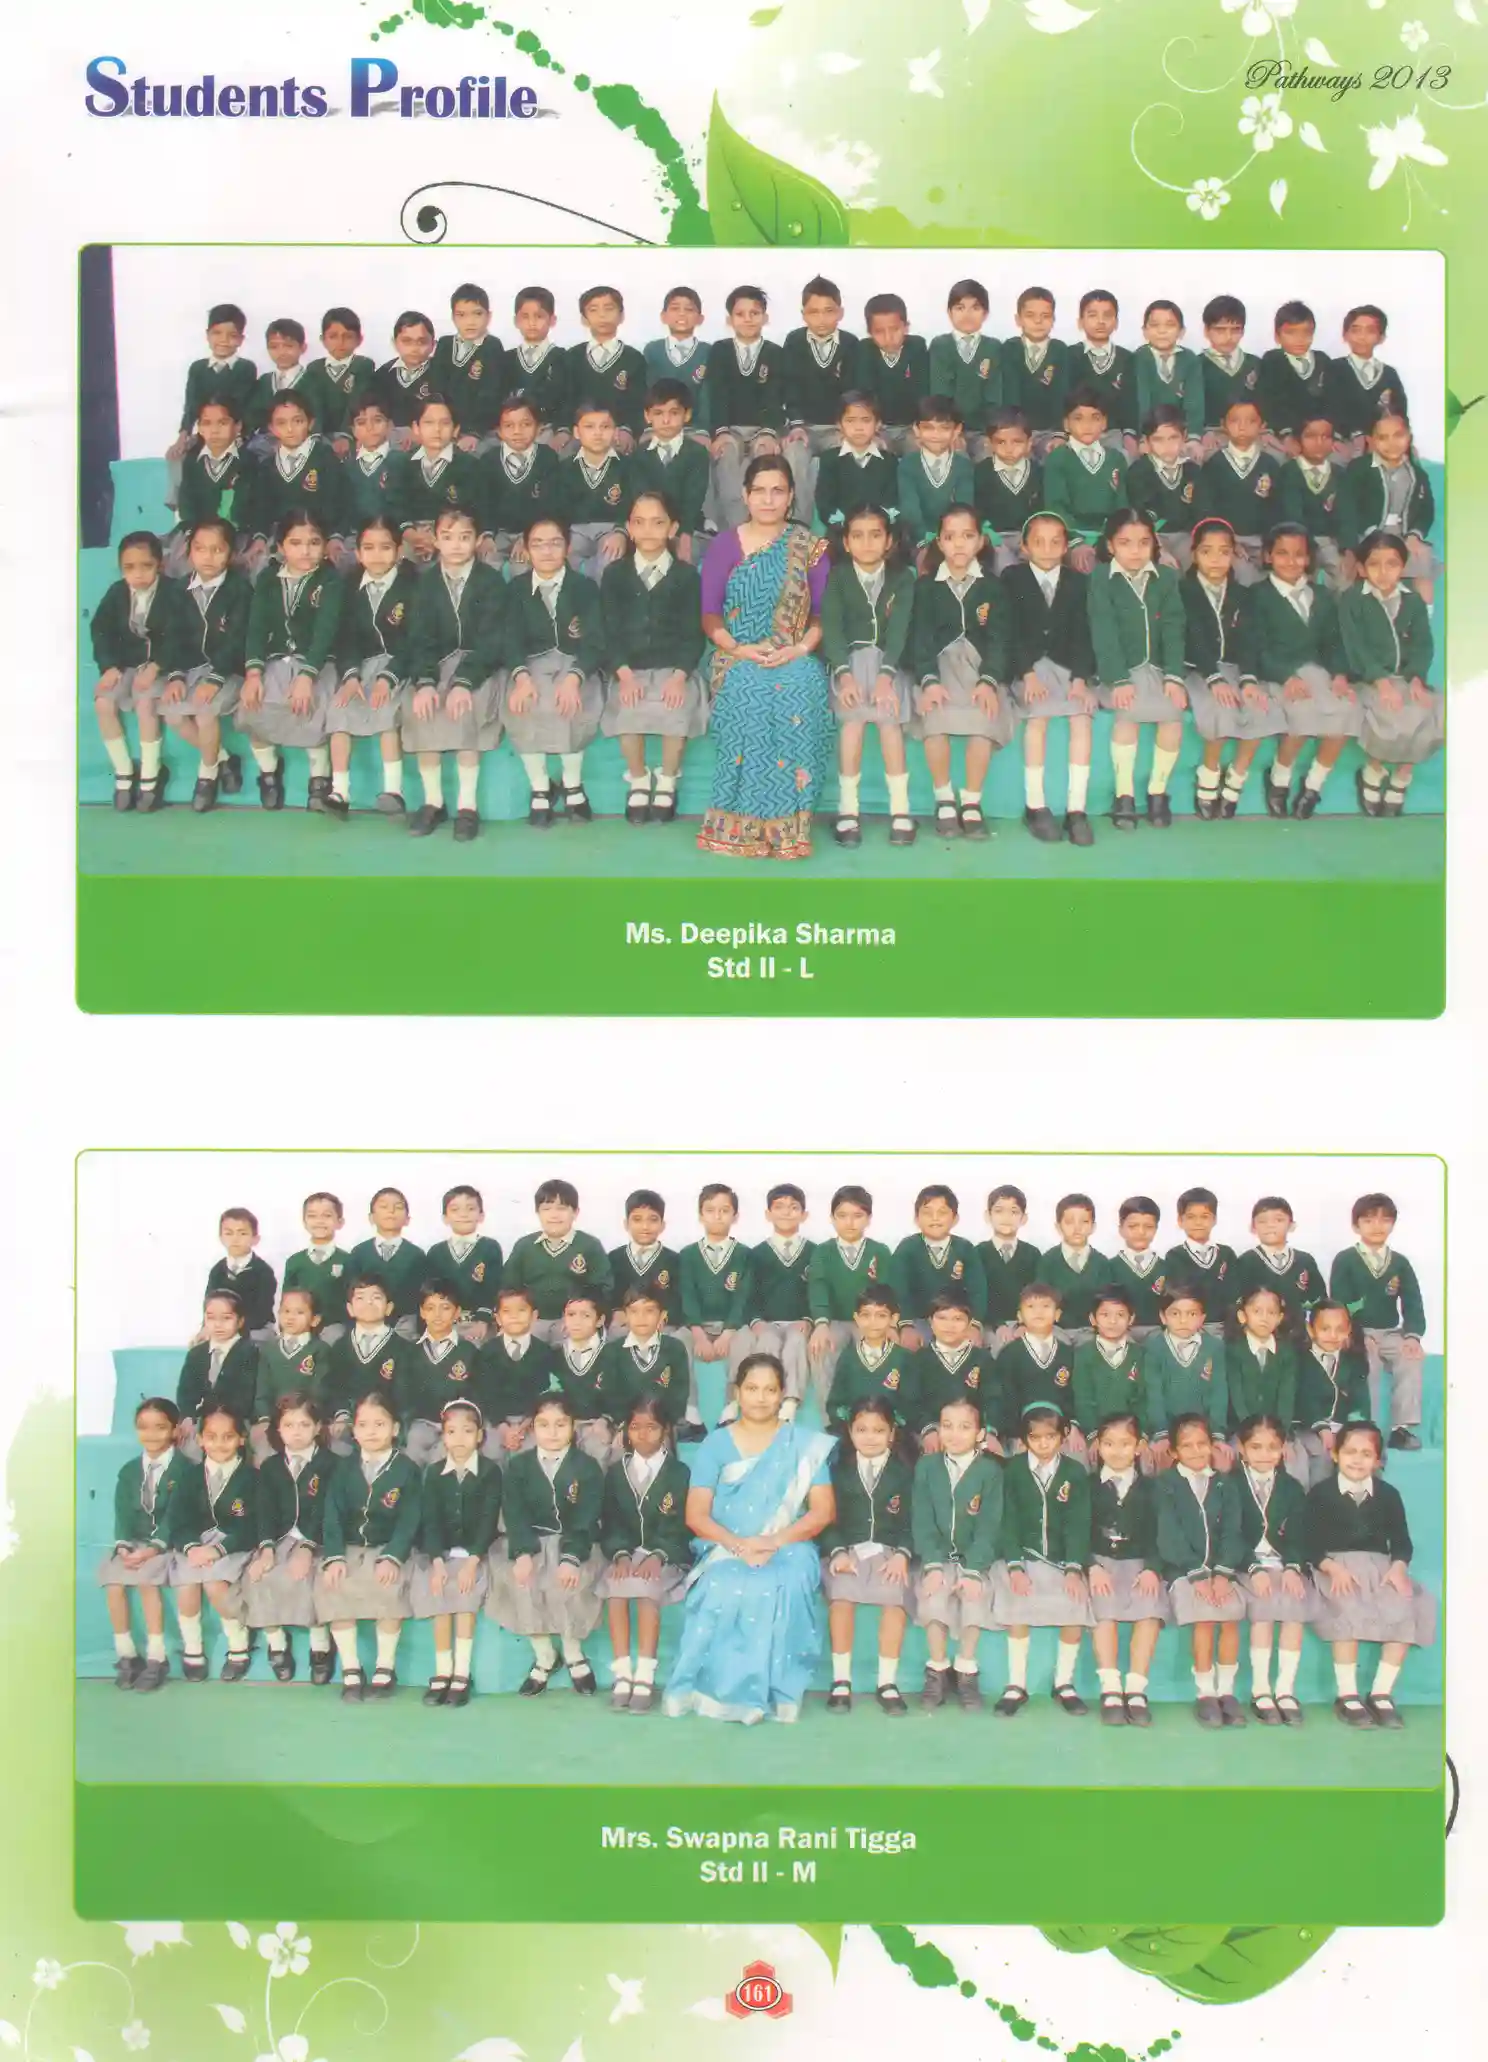 Students Profile
Pathways 2013
Ms. Deepika Sharma
Std II - L
Mrs. Swapna Rani Tigga
Std II - M
161